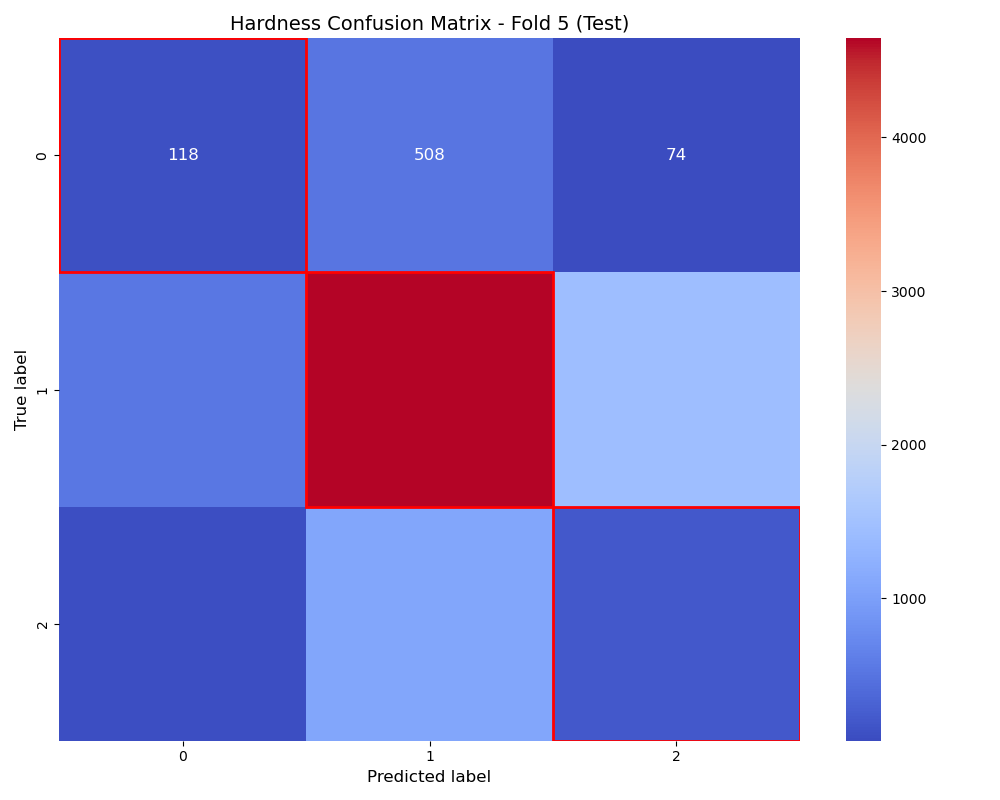 Hardness Confusion Matrix - Fold 5 (Test)
118 508 74
0
1
2
True label
0 1 2
Predicted label
4000
3000
2000
1000